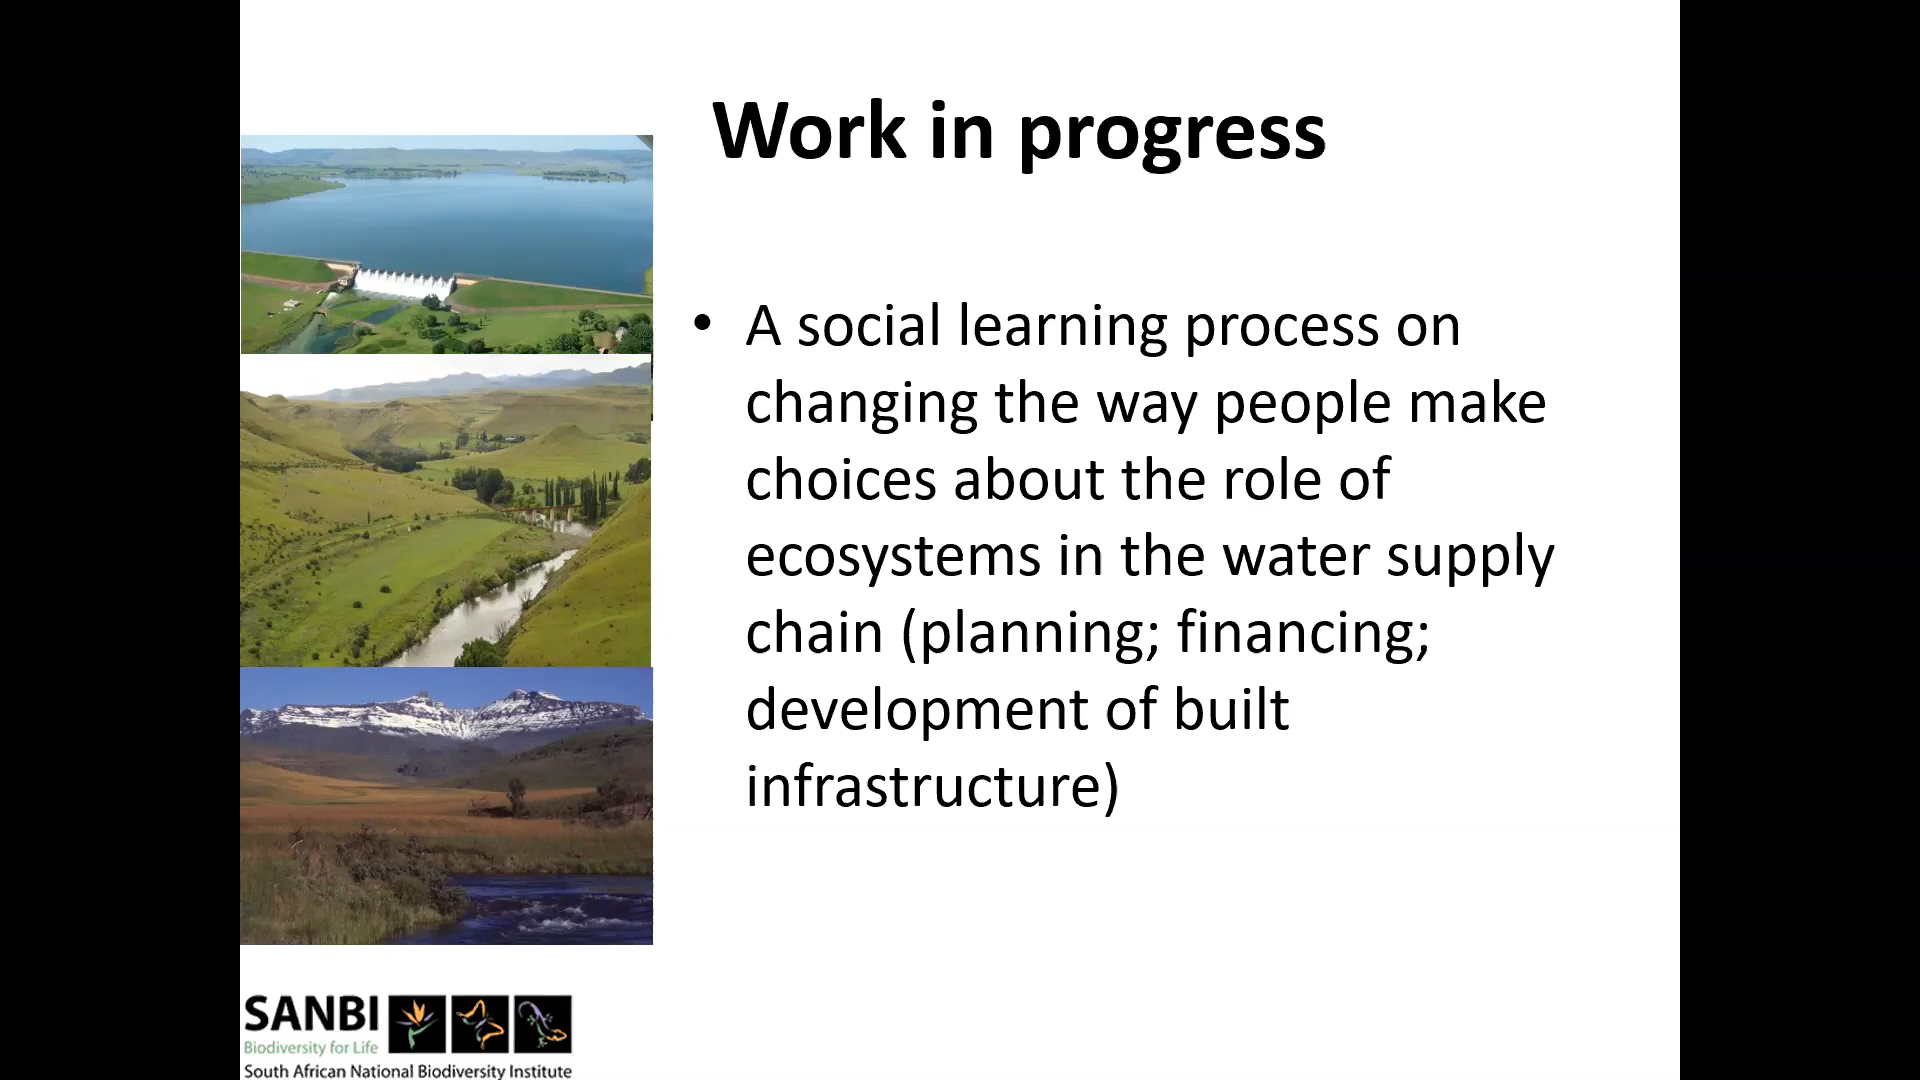 Work in progress
• A social learning process on
changing the way people make
choices about the role of
ecosystems in the water supply
chain (planning; financing;
development of built
infrastructure)
SANBI
Biodiversity for Life
South African National Biodiversity Institute